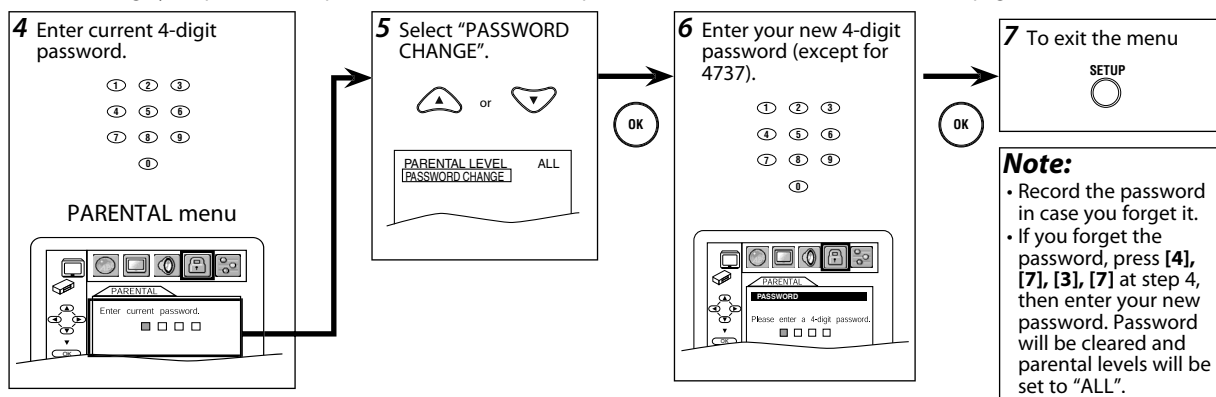 4 Enter current 4-digit
password.
1 2 3
4 5 6
7 8 9
0
PARENTAL menu
PARENTAL
Enter current password.
OK
5 Select “PASSWORD
CHANGE”.
or
PARENTAL LEVEL ALL
PASSWORD CHANGE
OK
6 Enter your new 4-digit
password (except for
4737).
1 2 3
4 5 6
7 8 9
0
PARENTAL
PASSWORD
Please enter a 4-digit password.
OK
7 To exit the menu
SETUP
Note:
• Record the password
in case you forget it.
• If you forget the
password, press [4],
[7], [3], [7] at step 4,
then enter your new
password. Password
will be cleared and
parental levels will be
set to “ALL”.